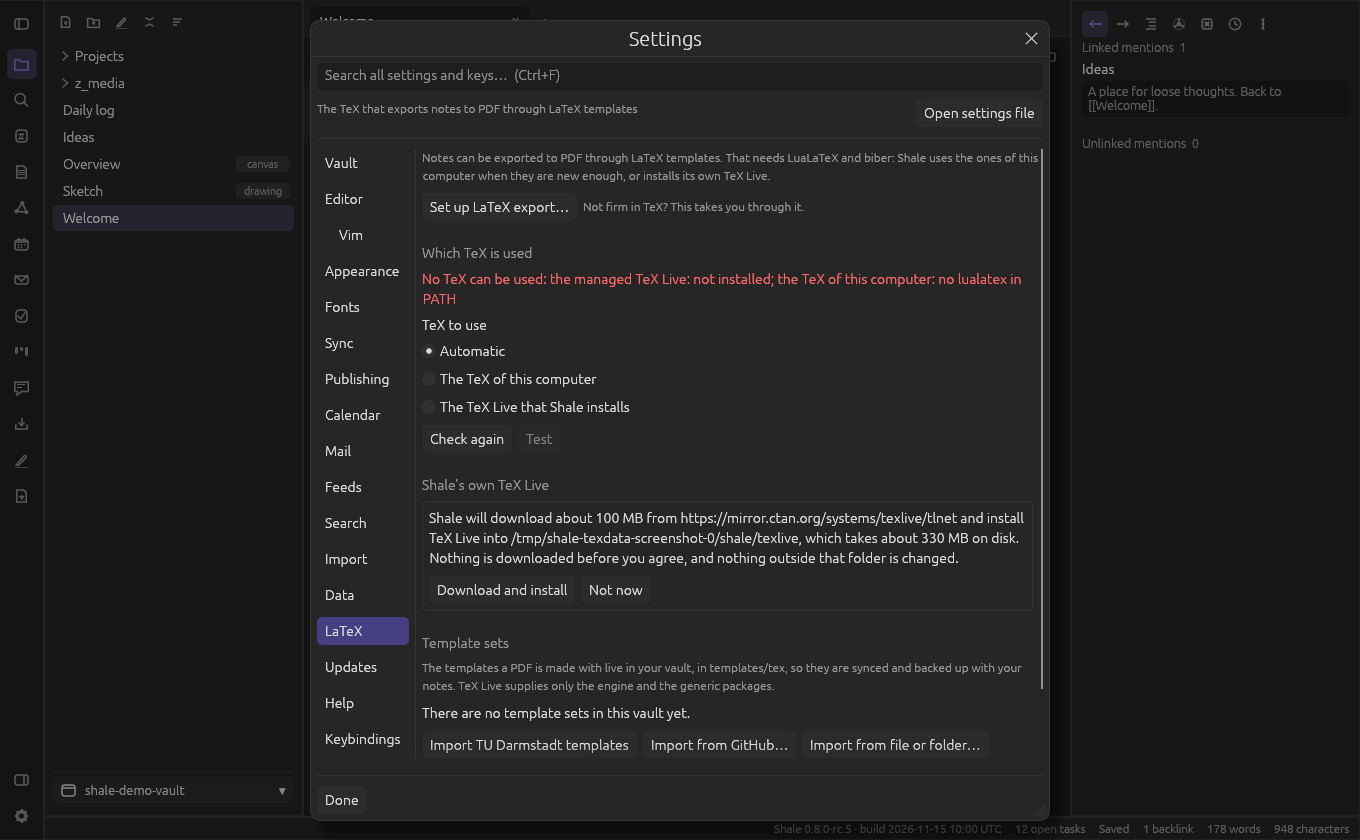 Projects
z_media
Daily log
Ideas
Overview
canvas
Sketch
drawing
Welcome
shale-demo-vault
Settings
Search all settings and keys… (Ctrl+F)
The TeX that exports notes to PDF through LaTeX templates
Open settings file
Vault
Editor
Vim
Appearance
Fonts
Sync
Publishing
Calendar
Mail
Feeds
Search
Import
Data
LaTeX
Updates
Help
Keybindings
Notes can be exported to PDF through LaTeX templates. That needs LuaLaTeX and biber: Shale uses the ones of this
computer when they are new enough, or installs its own TeX Live.
Set up LaTeX export…
Not firm in TeX? This takes you through it.
Which TeX is used
No TeX can be used: the managed TeX Live: not installed; the TeX of this computer: no lualatex in
PATH
TeX to use
Automatic
The TeX of this computer
The TeX Live that Shale installs
Check again
Test
Shale's own TeX Live
Shale will download about 100 MB from https://mirror.ctan.org/systems/texlive/tlnet and install
TeX Live into /tmp/shale-texdata-screenshot-0/shale/texlive, which takes about 330 MB on disk.
Nothing is downloaded before you agree, and nothing outside that folder is changed.
Download and install
Not now
Template sets
The templates a PDF is made with live in your vault, in templates/tex, so they are synced and backed up with your
notes. TeX Live supplies only the engine and the generic packages.
There are no template sets in this vault yet.
Import TU Darmstadt templates
Import from GitHub…
Import from file or folder…
Done
Linked mentions 1
Ideas
A place for loose thoughts. Back to
[[Welcome]].
Unlinked mentions 0
Shale 0.8.0-rc.5 · build 2026-11-15 10:00 UTC
12 open tasks
Saved
1 backlink
178 words
948 characters